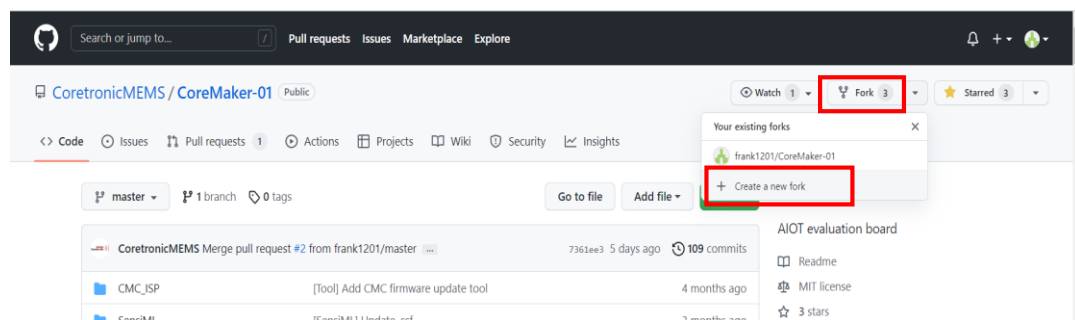 Search or jump to... /
Pull requests Issues Marketplace Explore
CoretronicMEMS / CoreMaker-01 Public
Watch 1
Fork 3
Starred 3
<> Code Issues Pull requests 1 Actions Projects Wiki Security Insights
Your existing forks
frank1201/CoreMaker-01
+ Create a new fork
master 1 branch 0 tags
Go to file Add file
CoretronicMEMS Merge pull request #2 from frank1201/master ... 7361ee3 5 days ago 109 commits
CMC_ISP [Tool] Add CMC firmware update tool 4 months ago
AIOT evaluation board
Readme
MIT license
3 stars